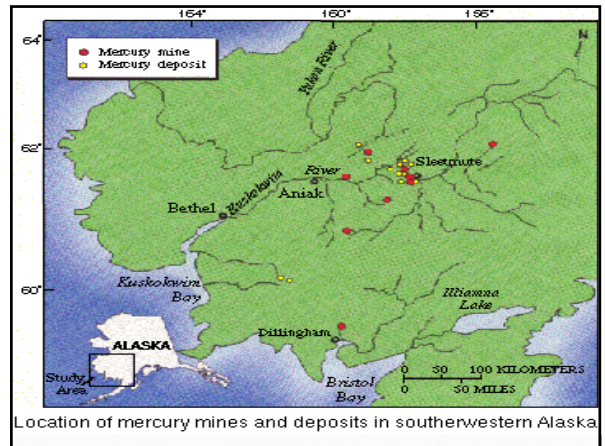 164° 160° 156°
64°
Mercury mine
Mercury deposit
N
Yukon River
62°
River
Sleetmute
Kuskokwim
Aniak
Bethel
60°
Kuskokwim
Bay
Illiamna
Lake
Dillingham
ALASKA
Study
Area
Bristol
Bay
0 50 100 KILOMETERS
0 50 MILES
Location of mercury mines and deposits in southerwestern Alaska